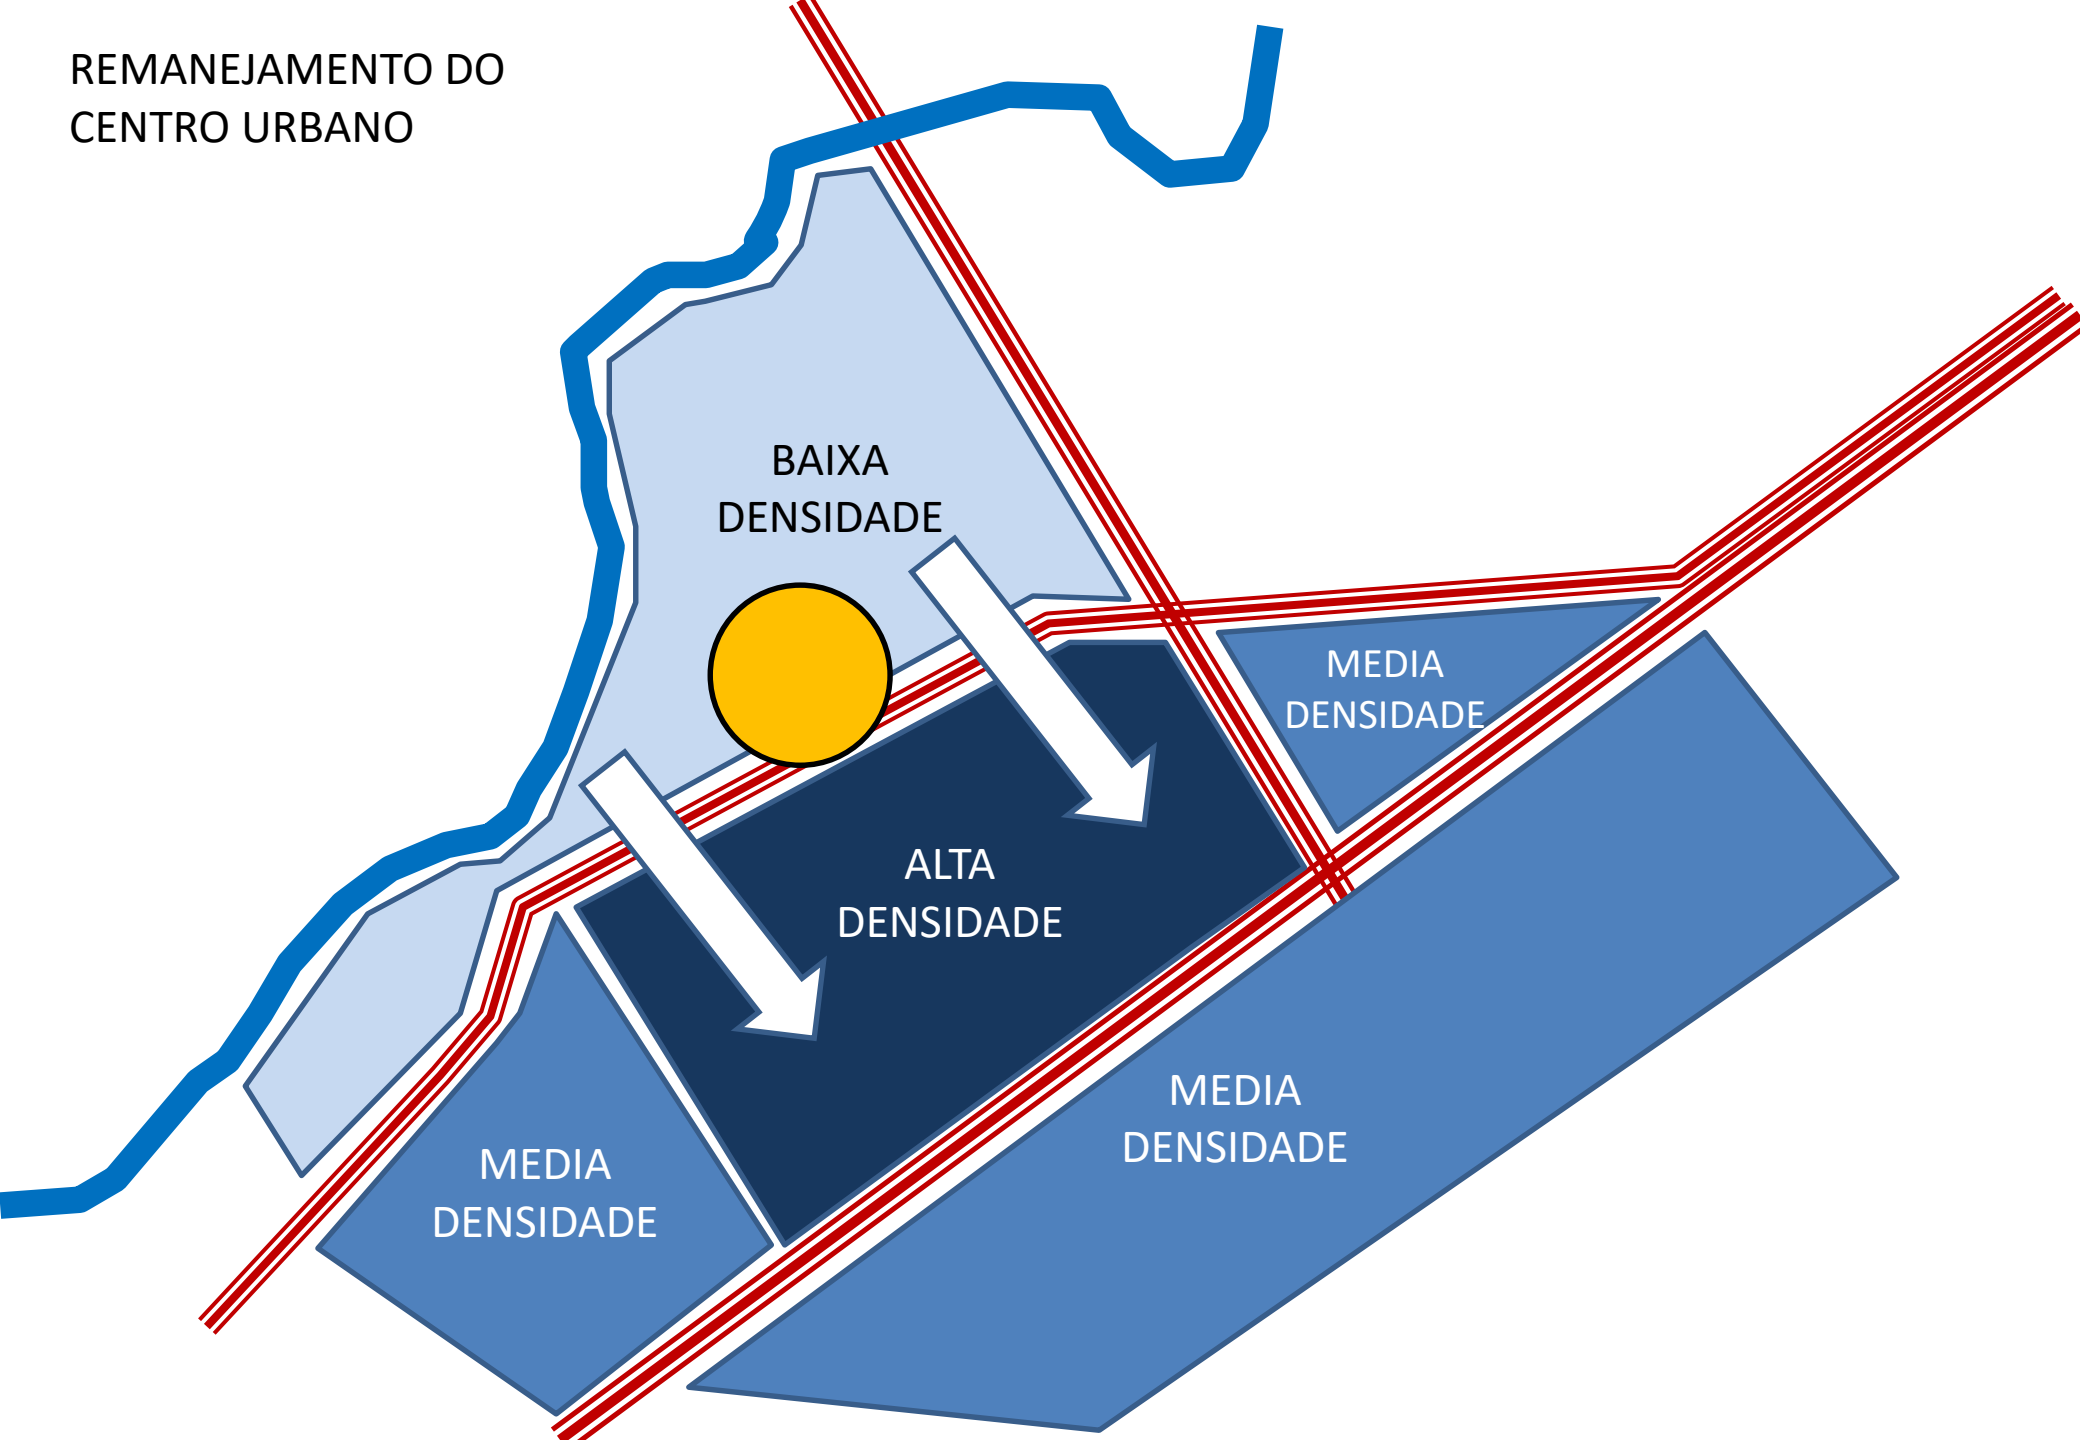 REMANEJAMENTO DO
CENTRO URBANO
BAIXA
DENSIDADE
MEDIA
DENSIDADE
ALTA
DENSIDADE
MEDIA
DENSIDADE
MEDIA
DENSIDADE